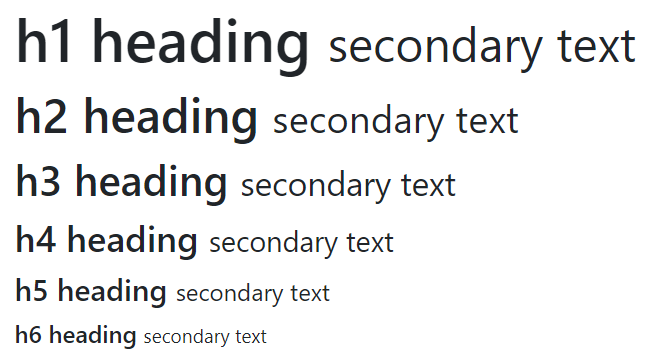 h1 heading secondary text
h2 heading secondary text
h3 heading secondary text
h4 heading secondary text
h5 heading secondary text
h6 heading secondary text